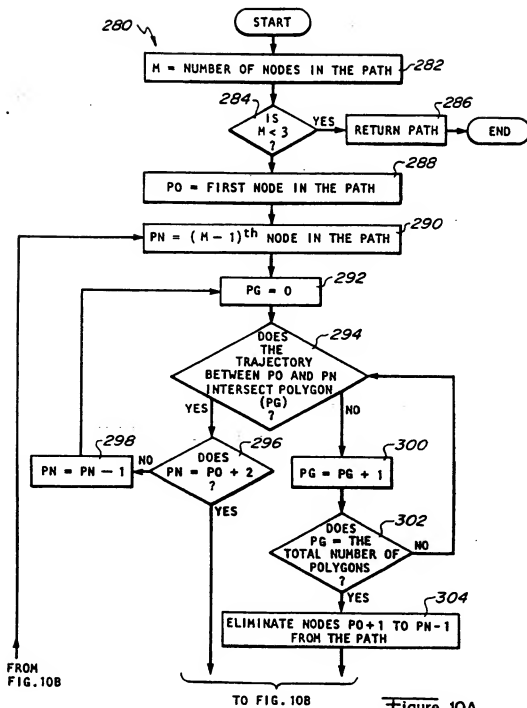 START
280
M = NUMBER OF NODES IN THE PATH
282
284
IS
M < 3
?
YES
286
RETURN PATH
END
288
PO = FIRST NODE IN THE PATH
290
PN = (M - 1)th NODE IN THE PATH
292
PG = 0
294
DOES
THE
TRAJECTORY
BETWEEN PO AND PN
INTERSECT POLYGON
(PG)
?
YES
NO
298
PN = PN - 1
NO
296
DOES
PN = PO + 2
?
YES
300
PG = PG + 1
302
DOES
PG = THE
TOTAL NUMBER OF
POLYGONS
?
NO
YES
304
ELIMINATE NODES PO+1 TO PN-1
FROM THE PATH
FROM
FIG.10B
TO FIG. 10B
Figure 10A